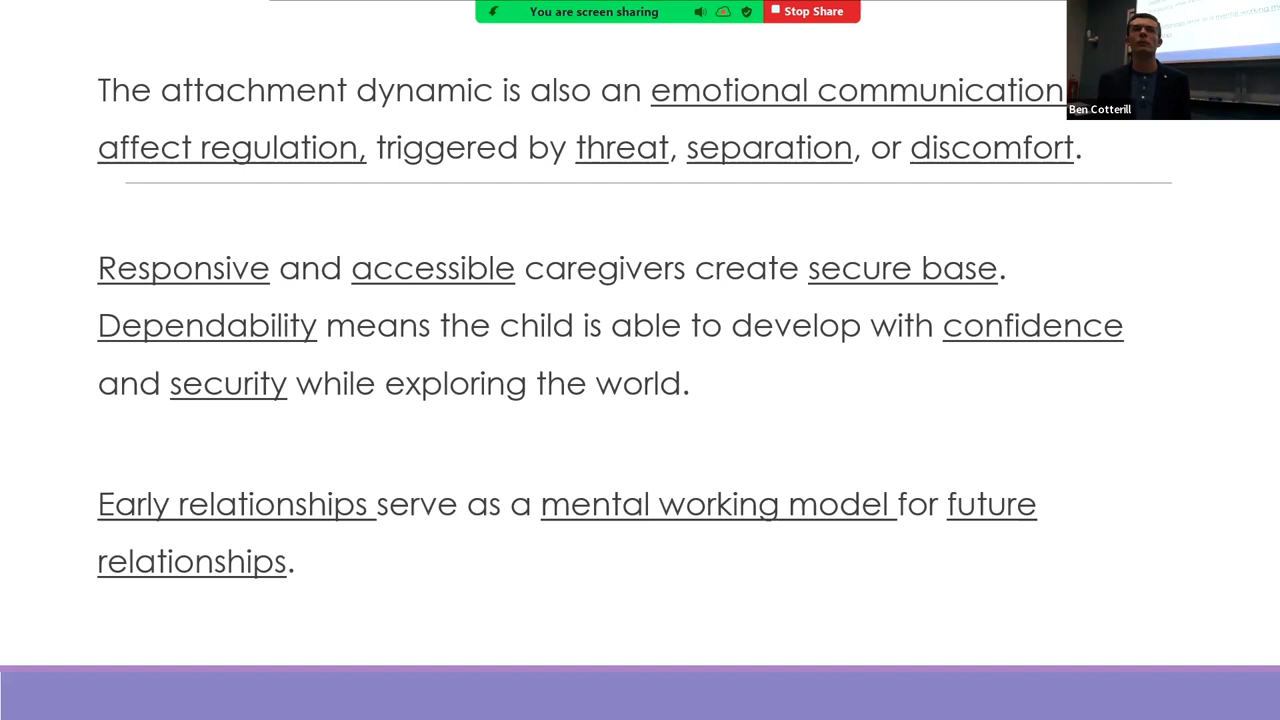 You are screen sharing
Stop Share
Ben Cotterill
The attachment dynamic is also an emotional communication
affect regulation, triggered by threat, separation, or discomfort.
Responsive and accessible caregivers create secure base.
Dependability means the child is able to develop with confidence
and security while exploring the world.
Early relationships serve as a mental working model for future
relationships.